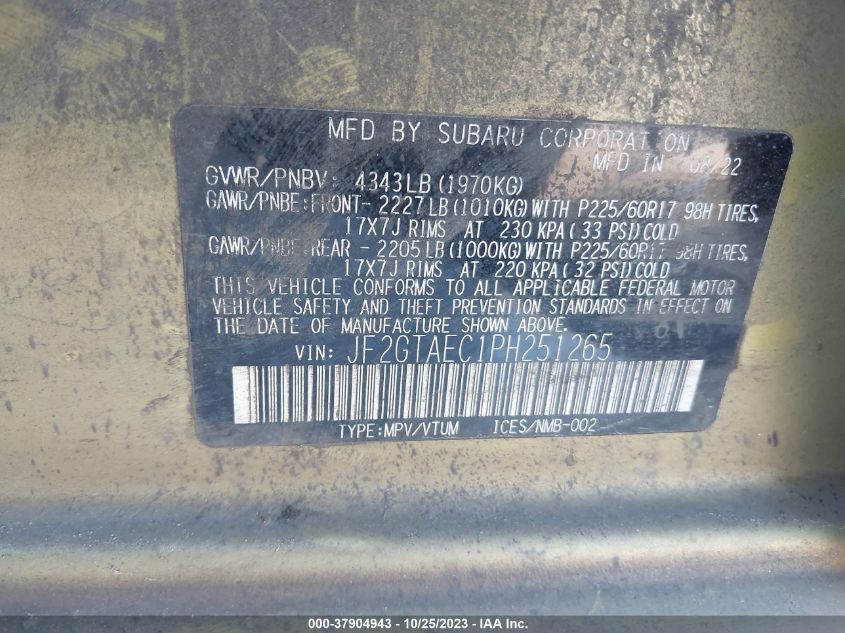 MFD BY SUBARU CORPORATION
MFD IN 08/22
GVWR/PNBV: 4343LB (1970KG)
GAWR/PNBE:FRONT- 2227LB (1010KG) WITH P225/60R17 98H TIRES,
17X7J RIMS AT 230 KPA ( 33 PSI) COLD
GAWR/PNBE:REAR - 2205LB (1000KG) WITH P225/60R17 98H TIRES,
17X7J RIMS AT 220 KPA ( 32 PSI) COLD
THIS VEHICLE CONFORMS TO ALL APPLICABLE FEDERAL MOTOR
VEHICLE SAFETY AND THEFT PREVENTION STANDARDS IN EFFECT ON
THE DATE OF MANUFACTURE SHOWN ABOVE.
VIN: JF2GTAEC1PH251265
TYPE:MPV/VTUM ICES/NMB-002
000-37904943 - 10/25/2023 - IAA Inc.